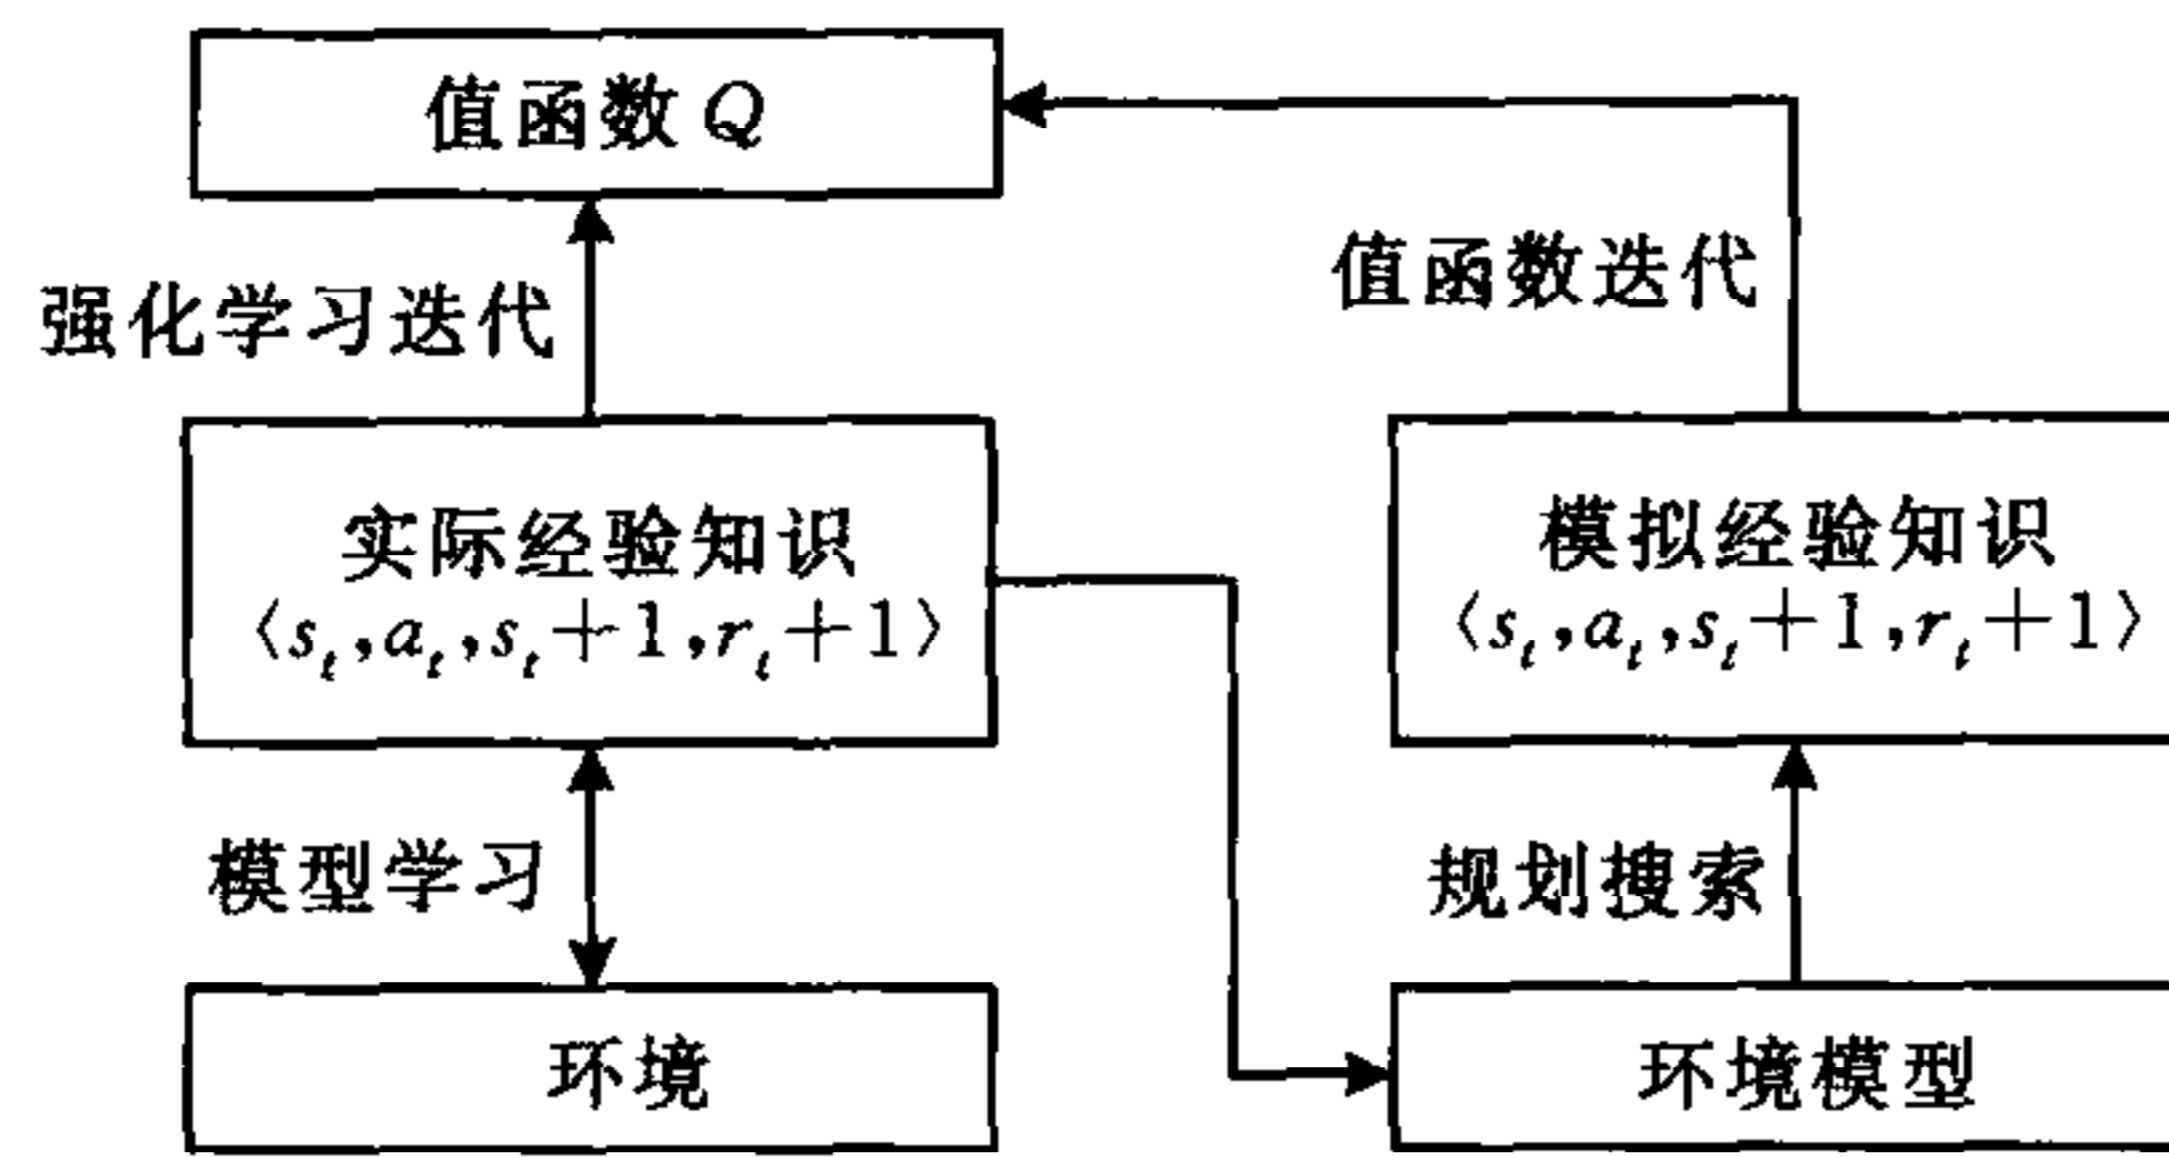 值函数 Q
强化学习迭代
值函数迭代
实际经验知识
〈s_t,a_t,s_t+1,r_t+1〉
模拟经验知识
〈s_t,a_t,s_t+1,r_t+1〉
模型学习
规划搜索
环境
环境模型